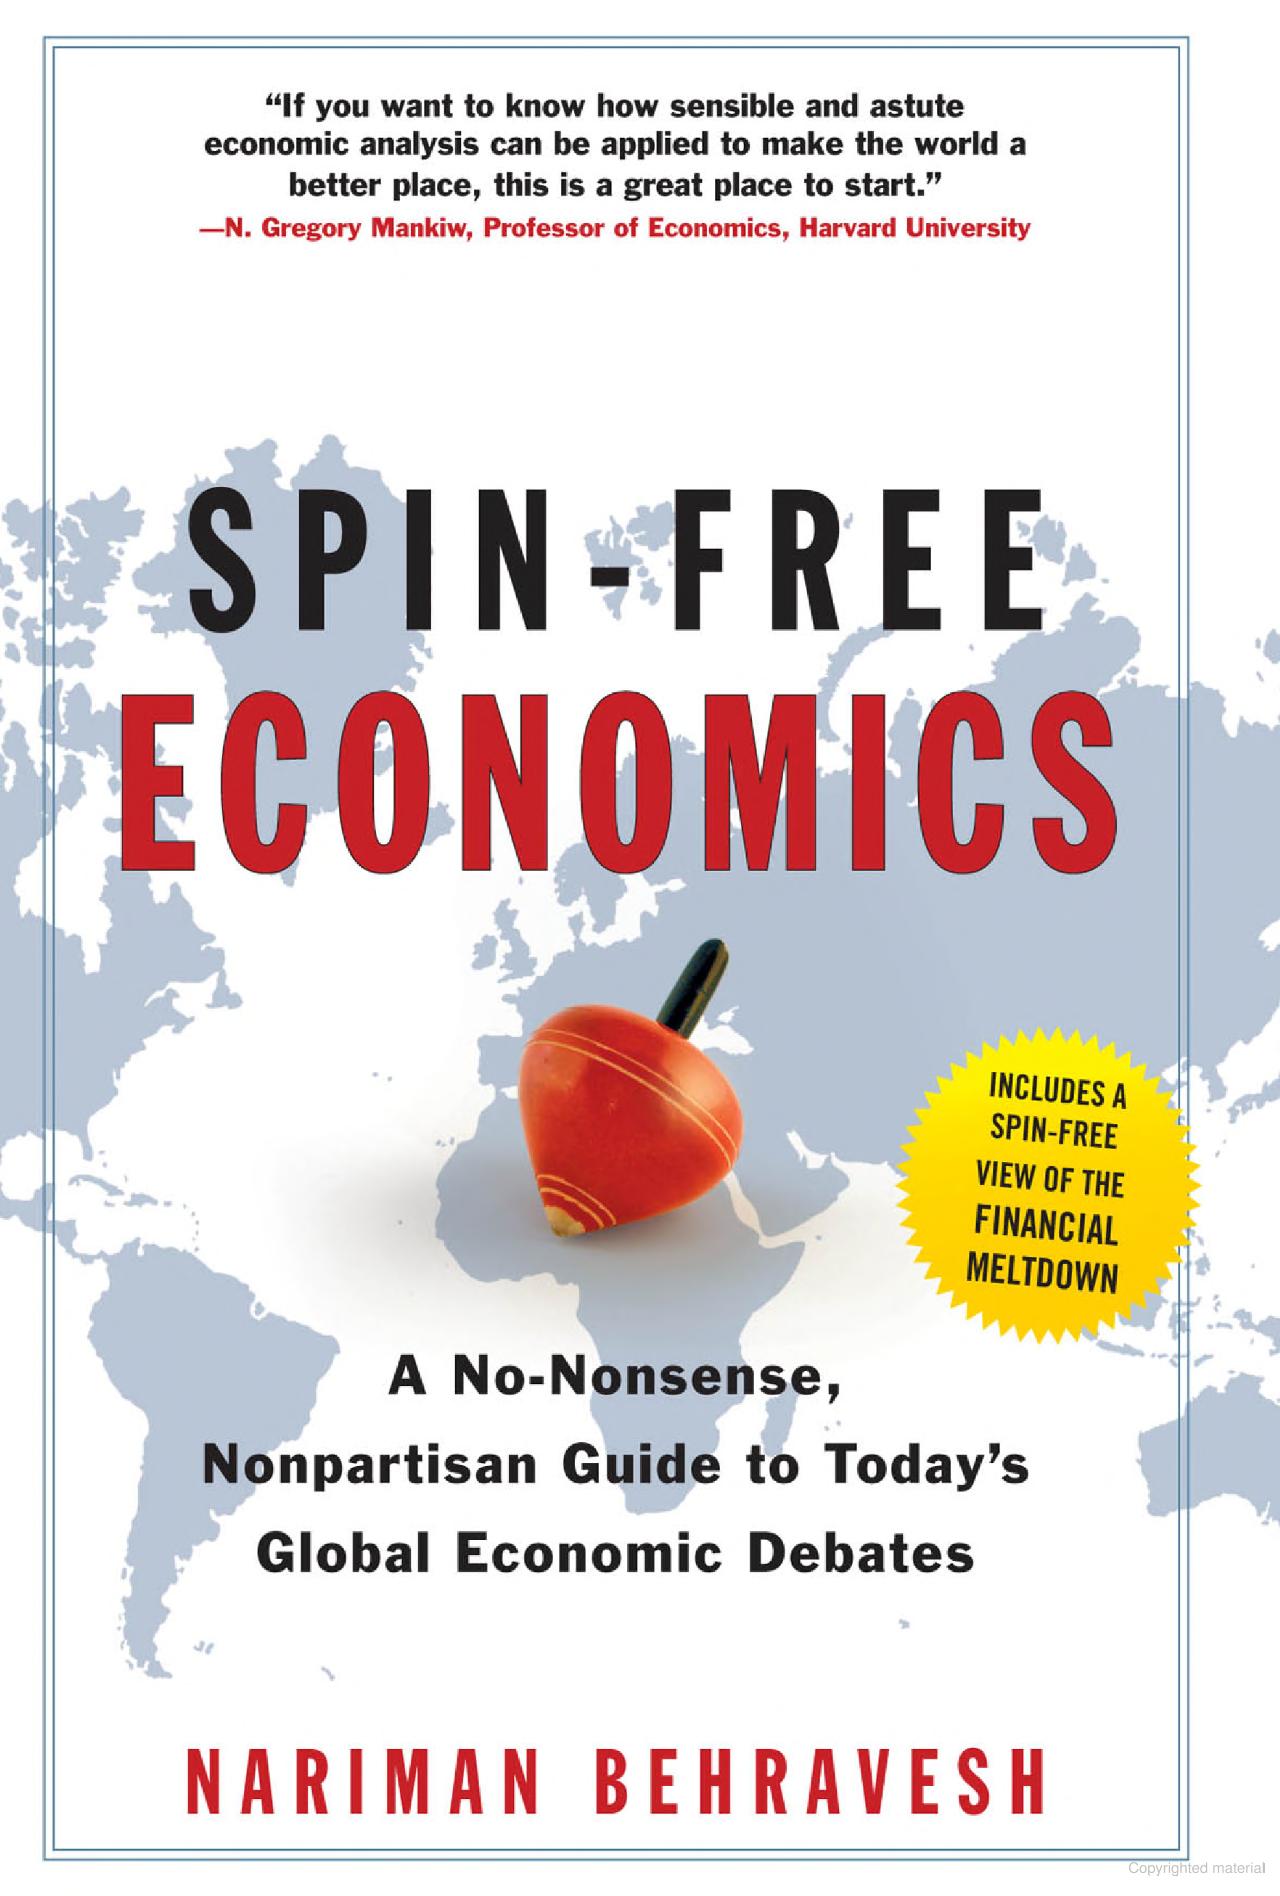 “If you want to know how sensible and astute
economic analysis can be applied to make the world a
better place, this is a great place to start.”
—N. Gregory Mankiw, Professor of Economics, Harvard University
SPIN-FREE
ECONOMICS
INCLUDES A
SPIN-FREE
VIEW OF THE
FINANCIAL
MELTDOWN
A No-Nonsense,
Nonpartisan Guide to Today’s
Global Economic Debates
NARIMAN BEHRAVESH
Copyrighted material